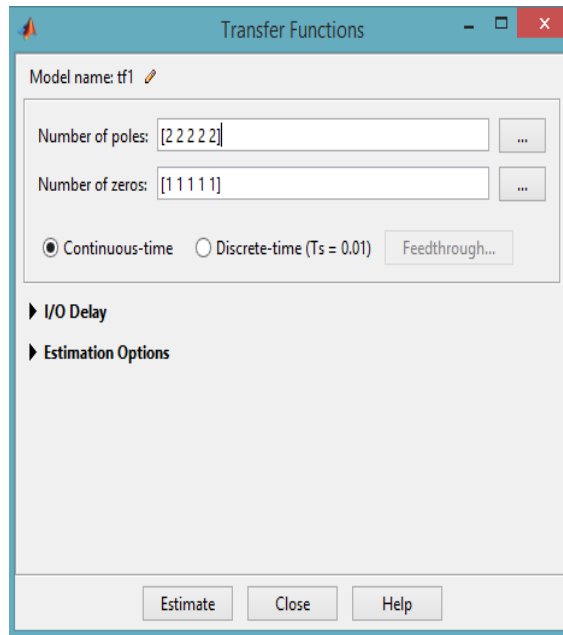 Transfer Functions
Model name: tf1
Number of poles: [2 2 2 2 2] ...
Number of zeros: [1 1 1 1 1] ...
Continuous-time Discrete-time (Ts = 0.01) Feedthrough...
I/O Delay
Estimation Options
Estimate Close Help